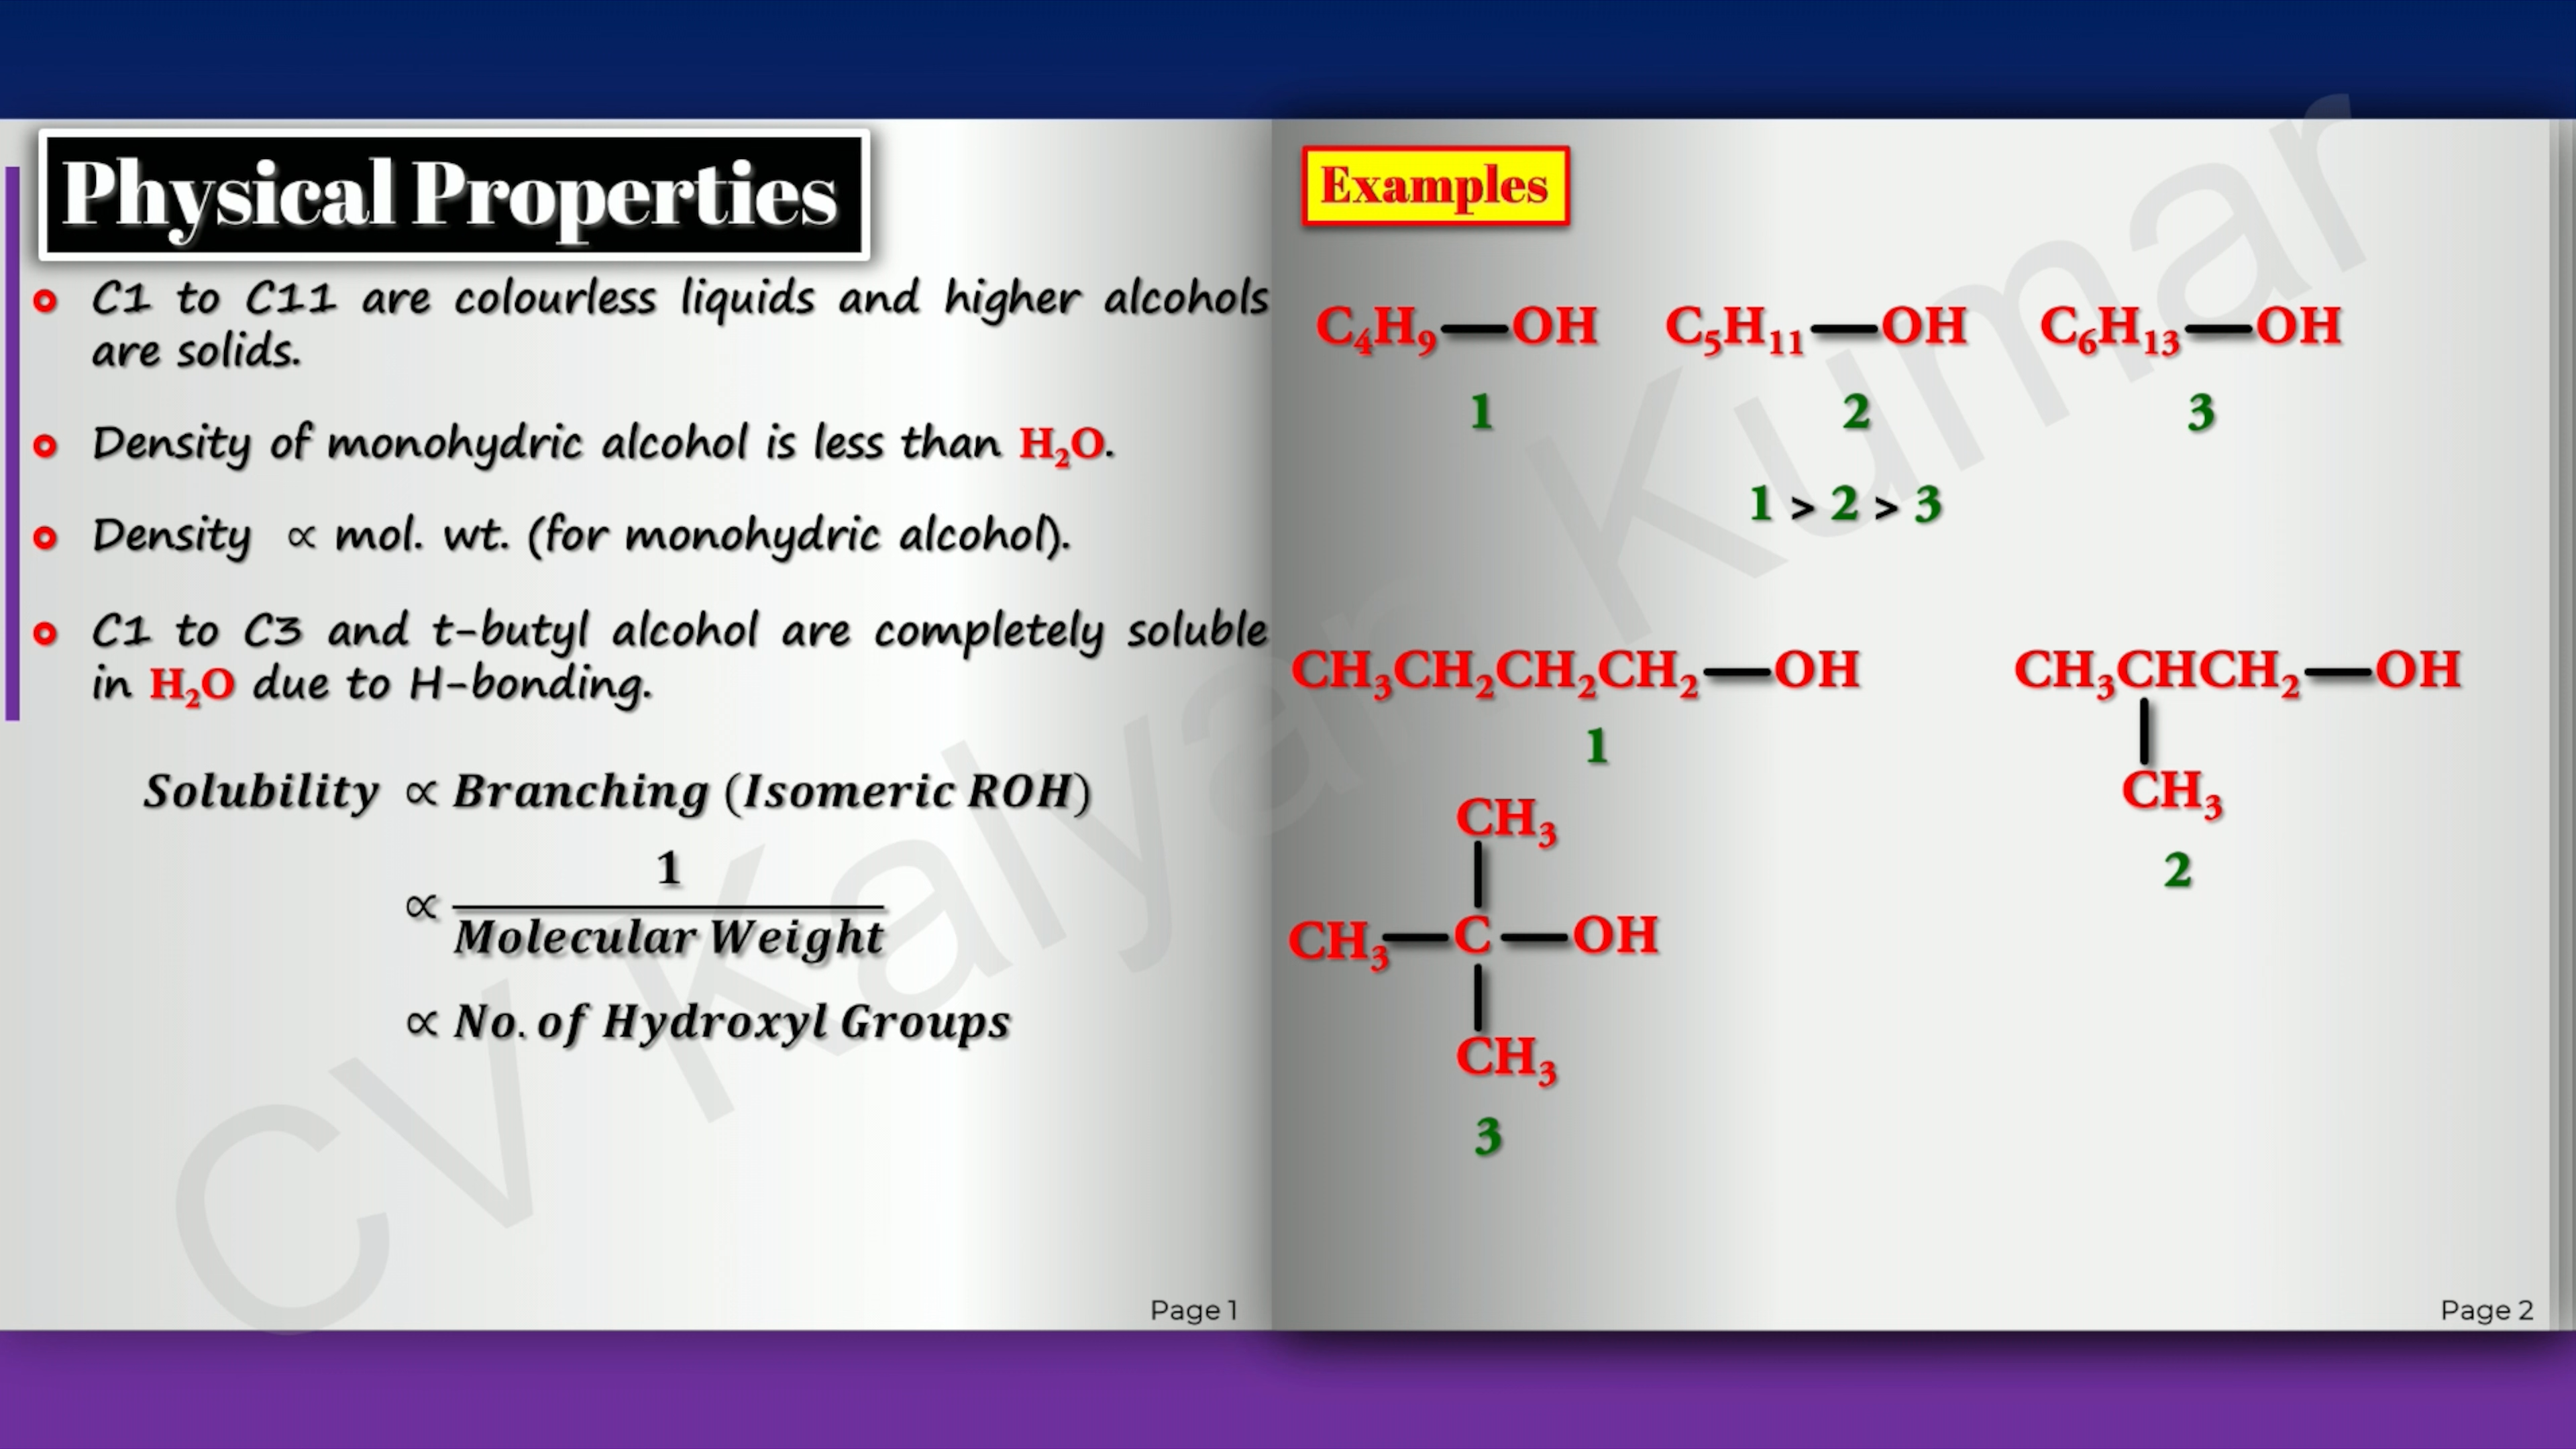 Physical Properties
C1 to C11 are colourless liquids and higher alcohols
are solids.
Density of monohydric alcohol is less than H₂O.
Density ∝ mol. wt. (for monohydric alcohol).
C1 to C3 and t-butyl alcohol are completely soluble
in H₂O due to H-bonding.
Solubility ∝ Branching (Isomeric ROH)
1
∝
Molecular Weight
∝ No. of Hydroxyl Groups
Page 1
Examples
C₄H₉—OH C₅H₁₁—OH C₆H₁₃—OH
1 2 3
1 > 2 > 3
CH₃CH₂CH₂CH₂—OH CH₃CHCH₂—OH
1
CH₃
2
CH₃
CH₃—C—OH
CH₃
3
Page 2
CV Kalyan Kumar